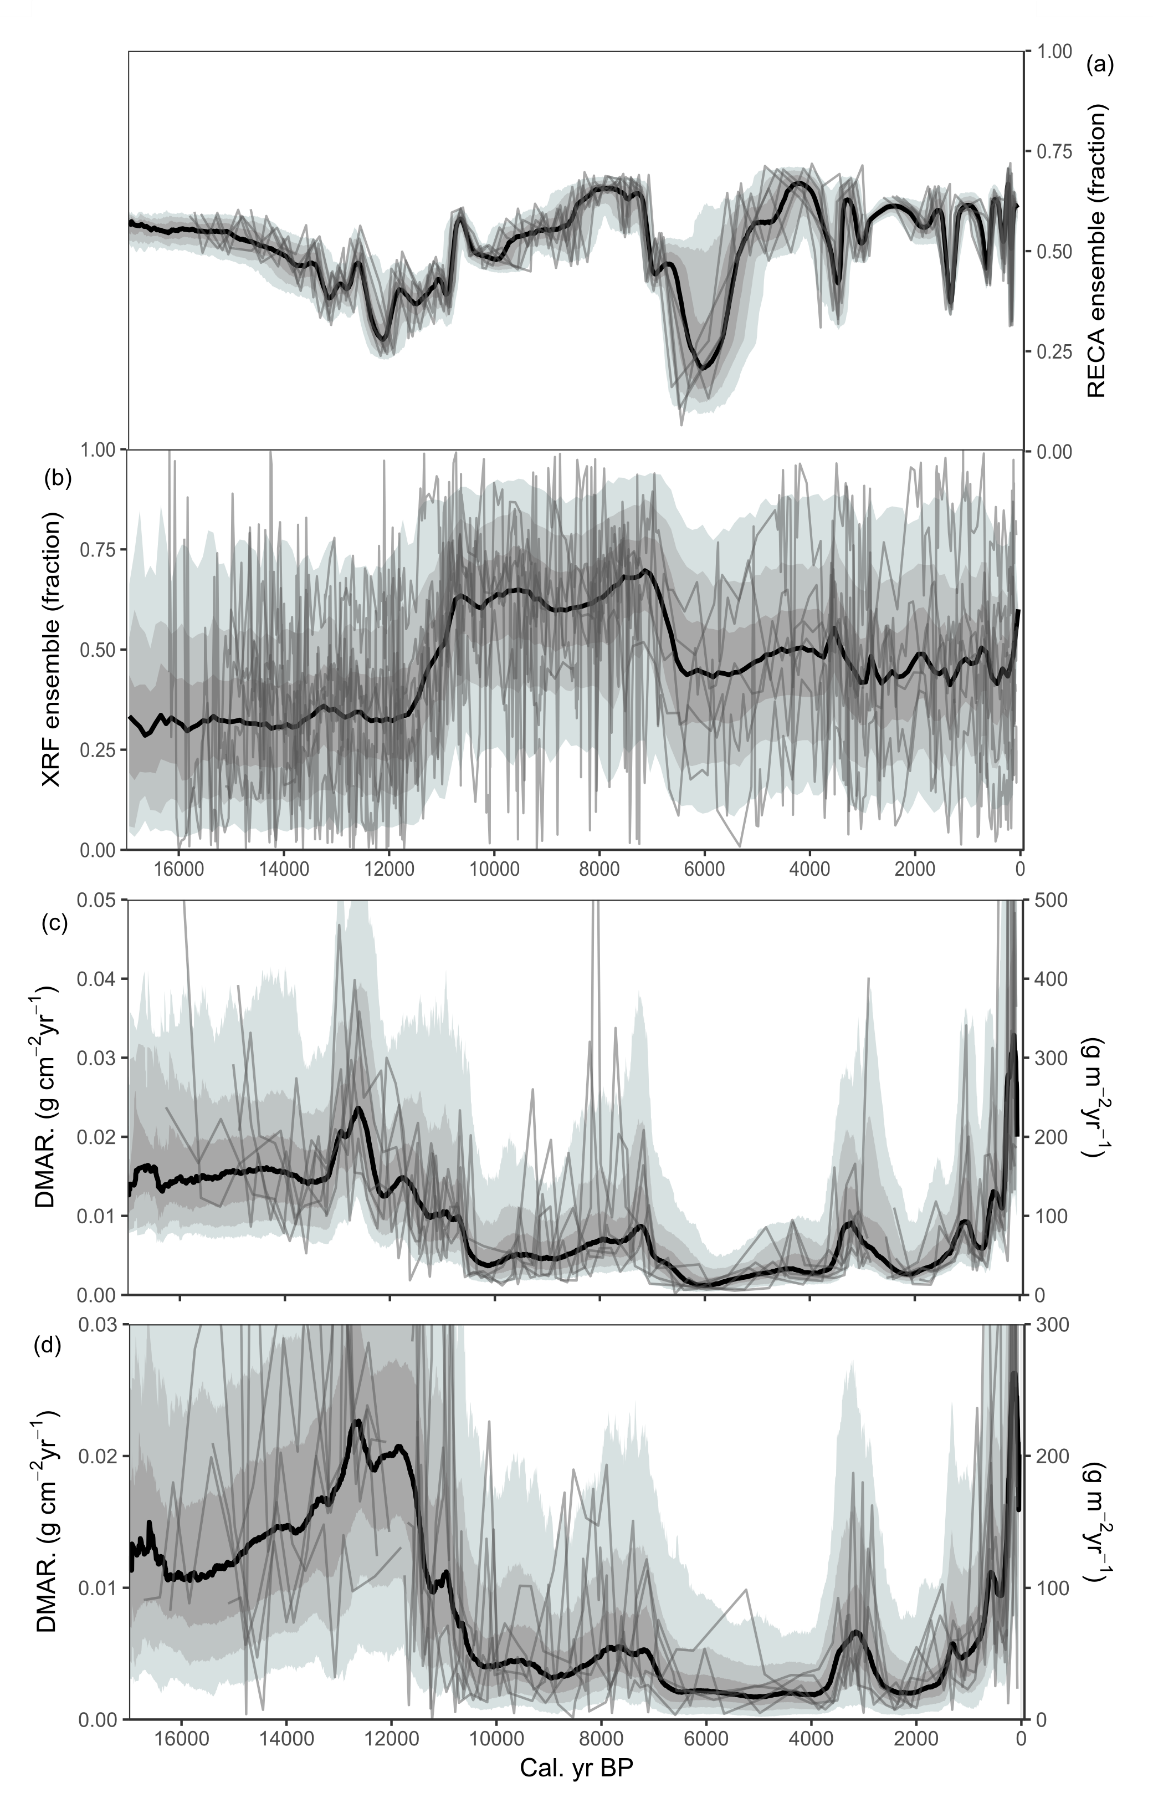 (a)
1.00
0.75
0.50
0.25
0.00
RECA ensemble (fraction)
(b)
1.00
0.75
0.50
0.25
0.00
XRF ensemble (fraction)
16000 14000 12000 10000 8000 6000 4000 2000 0
(c)
0.05
0.04
0.03
0.02
0.01
0.00
DMAR. (g cm⁻²yr⁻¹)
500
400
300
200
100
0
(g m⁻²yr⁻¹)
(d)
0.03
0.02
0.01
0.00
DMAR. (g cm⁻²yr⁻¹)
300
200
100
0
(g m⁻²yr⁻¹)
16000 14000 12000 10000 8000 6000 4000 2000 0
Cal. yr BP